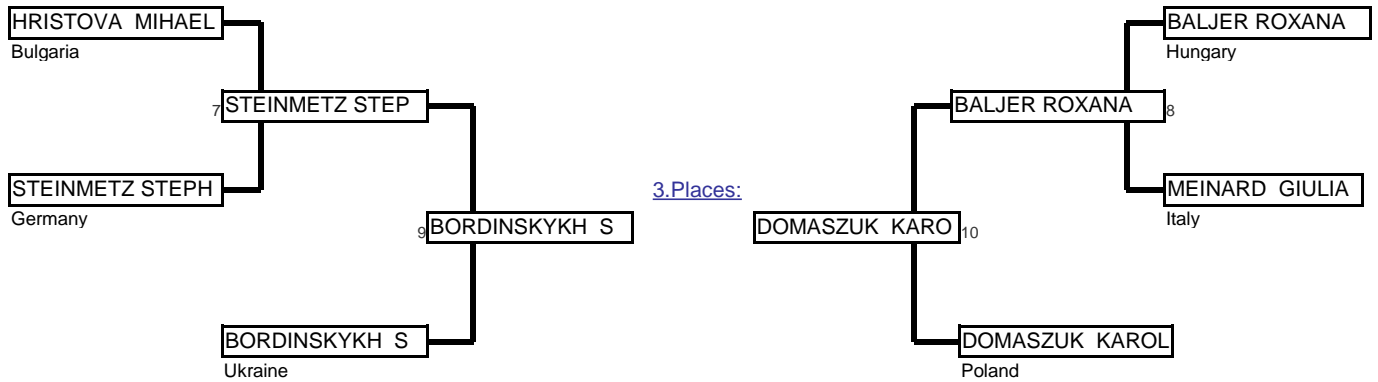 HRISTOVA MIHAEL
Bulgaria
7 STEINMETZ STEP
STEINMETZ STEPH
Germany
9 BORDINSKYKH S
BORDINSKYKH S
Ukraine
3.Places:
BALJER ROXANA
Hungary
BALJER ROXANA 8
MEINARD GIULIA
Italy
DOMASZUK KARO 10
DOMASZUK KAROL
Poland